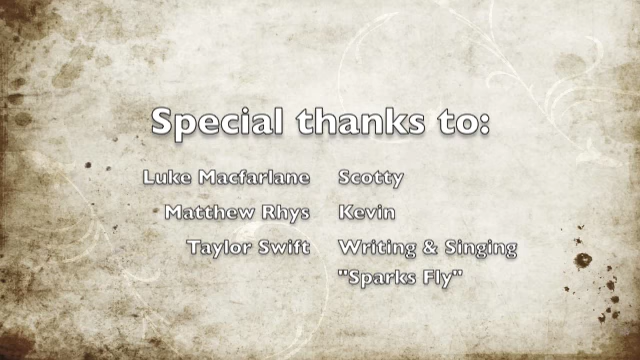 Special thanks to:
Luke Macfarlane Scotty
Matthew Rhys Kevin
Taylor Swift Writing & Singing
"Sparks Fly"